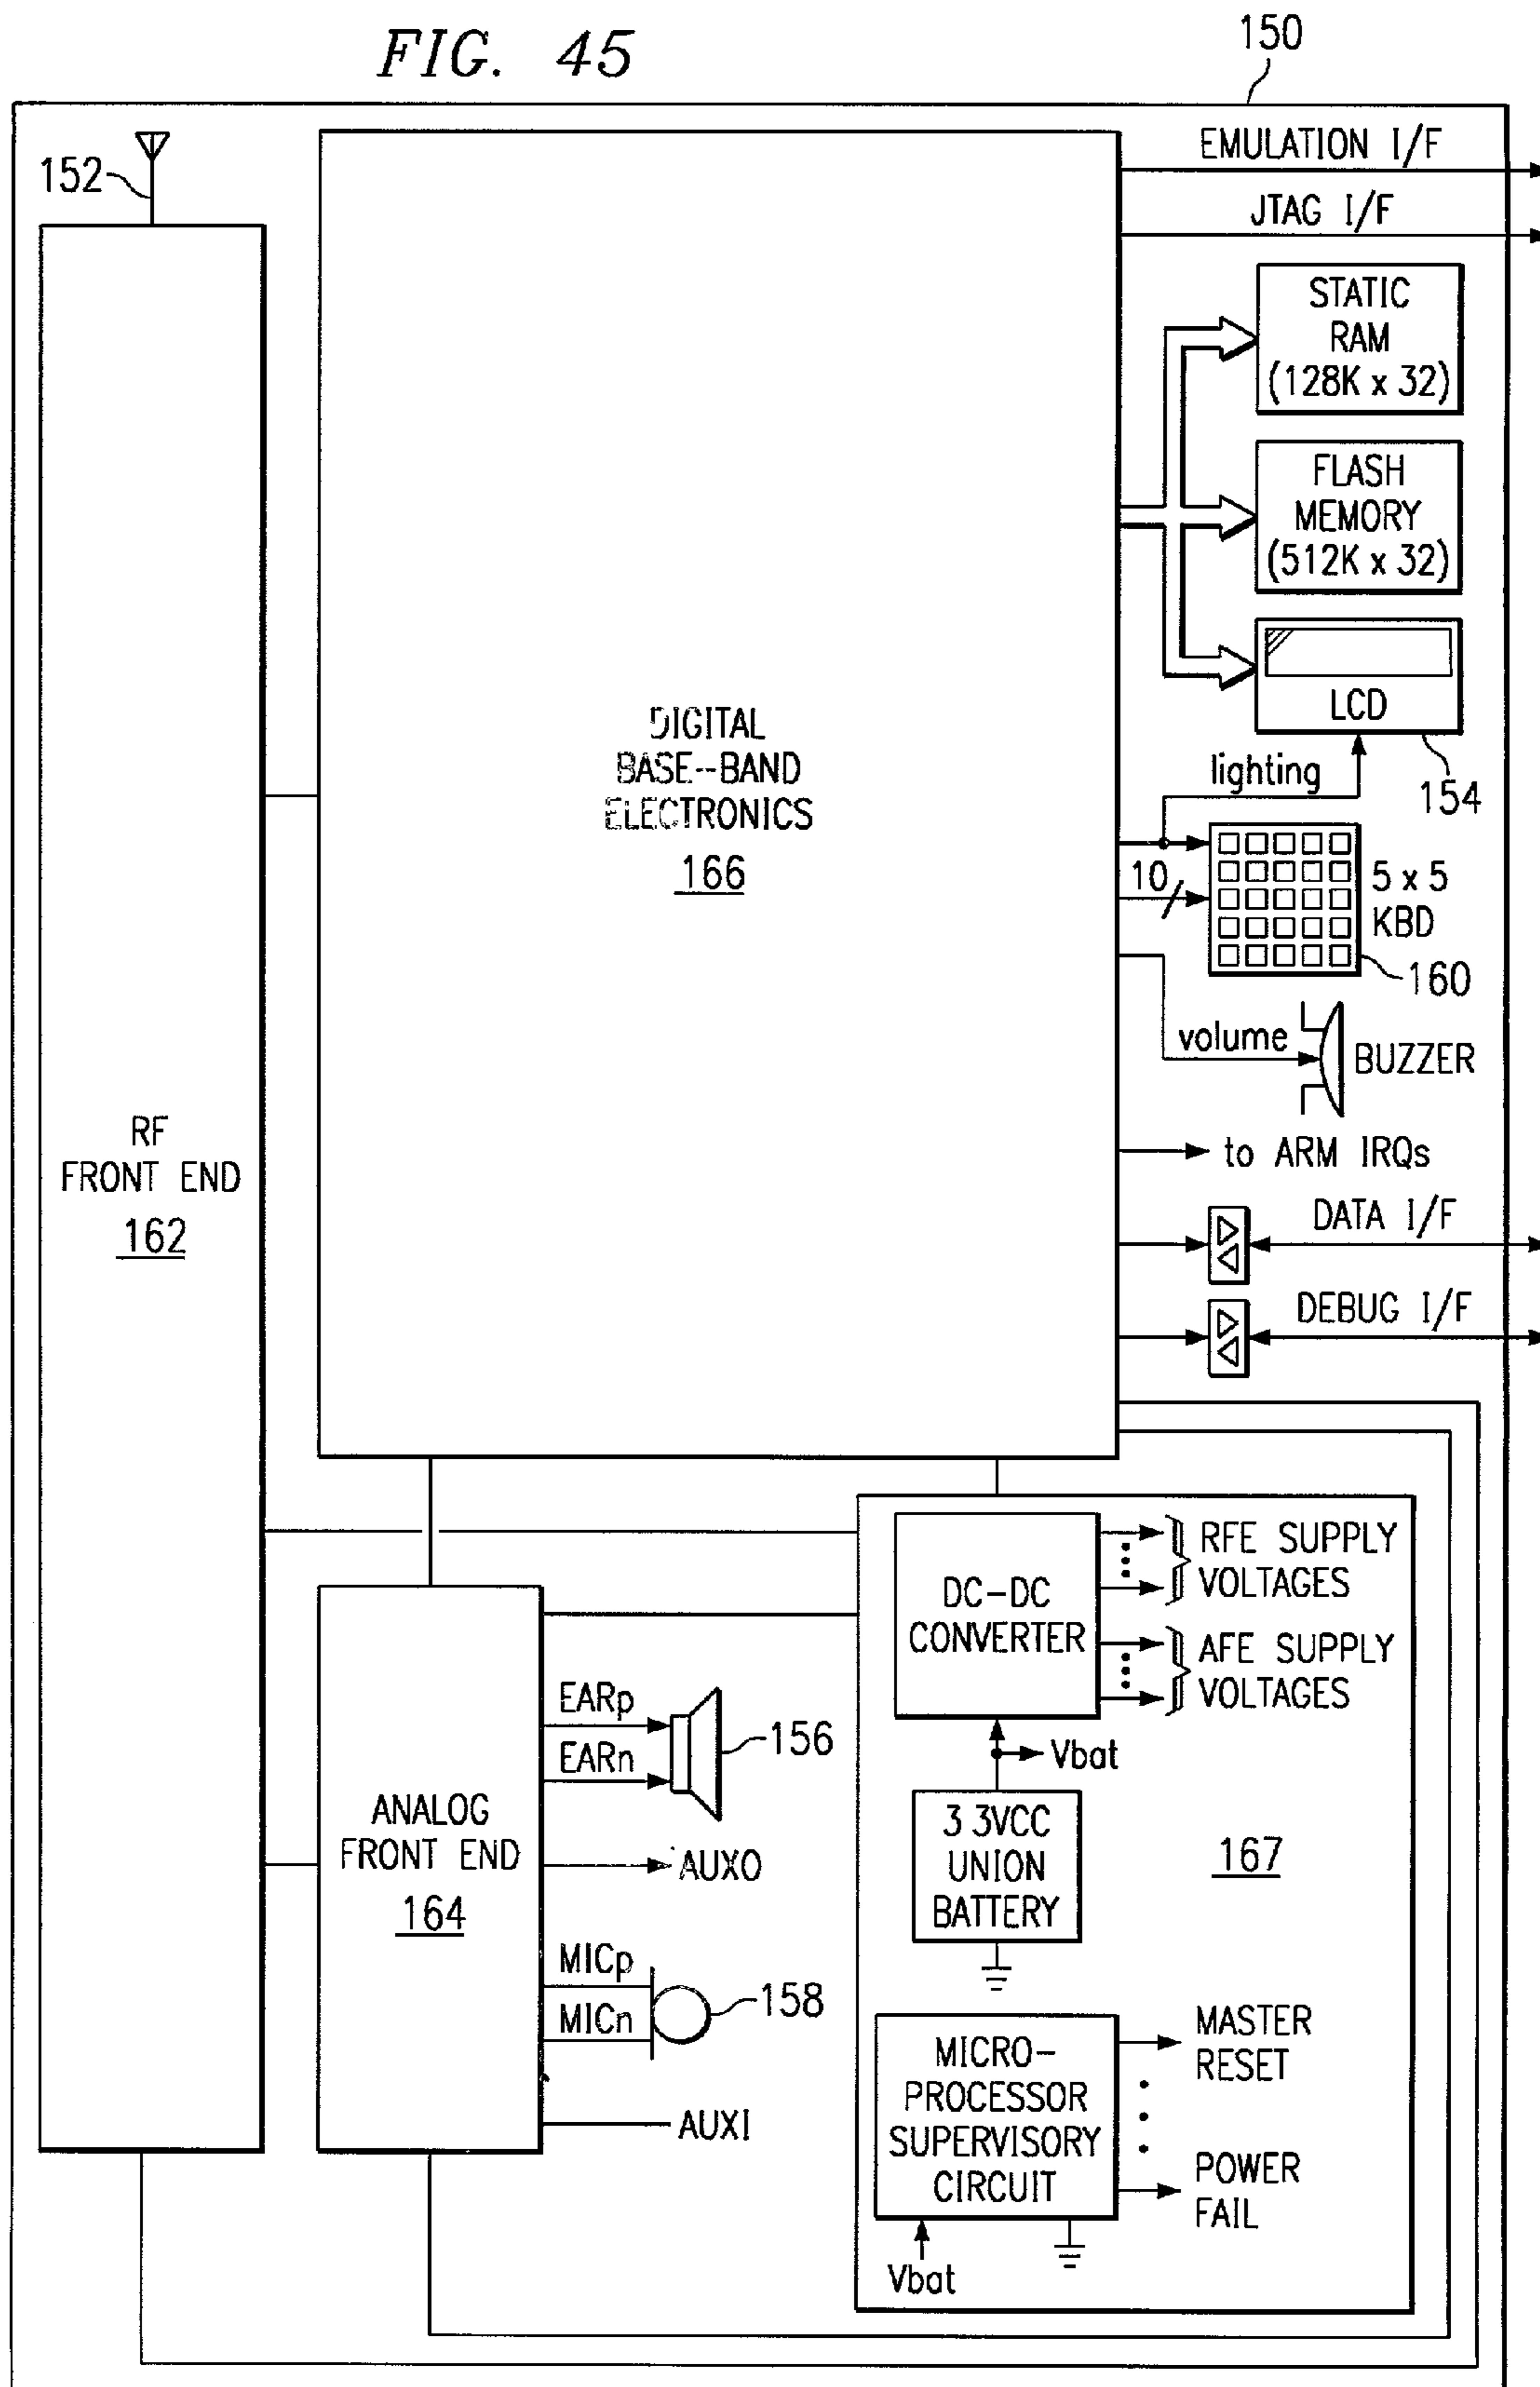 FIG. 45
150
152
EMULATION I/F
JTAG I/F
STATIC
RAM
(128K x 32)
FLASH
MEMORY
(512K x 32)
LCD
154
lighting
DIGITAL
BASE--BAND
ELECTRONICS
166
10
5 x 5
KBD
160
volume
BUZZER
RF
FRONT END
162
to ARM IRQs
DATA I/F
DEBUG I/F
DC-DC
CONVERTER
RFE SUPPLY
VOLTAGES
AFE SUPPLY
VOLTAGES
EARp
EARn
156
Vbat
ANALOG
FRONT END
164
AUXO
3 3VCC
UNION
BATTERY
167
MICp
MICn
158
AUXI
MICRO-
PROCESSOR
SUPERVISORY
CIRCUIT
MASTER
RESET
POWER
FAIL
Vbat